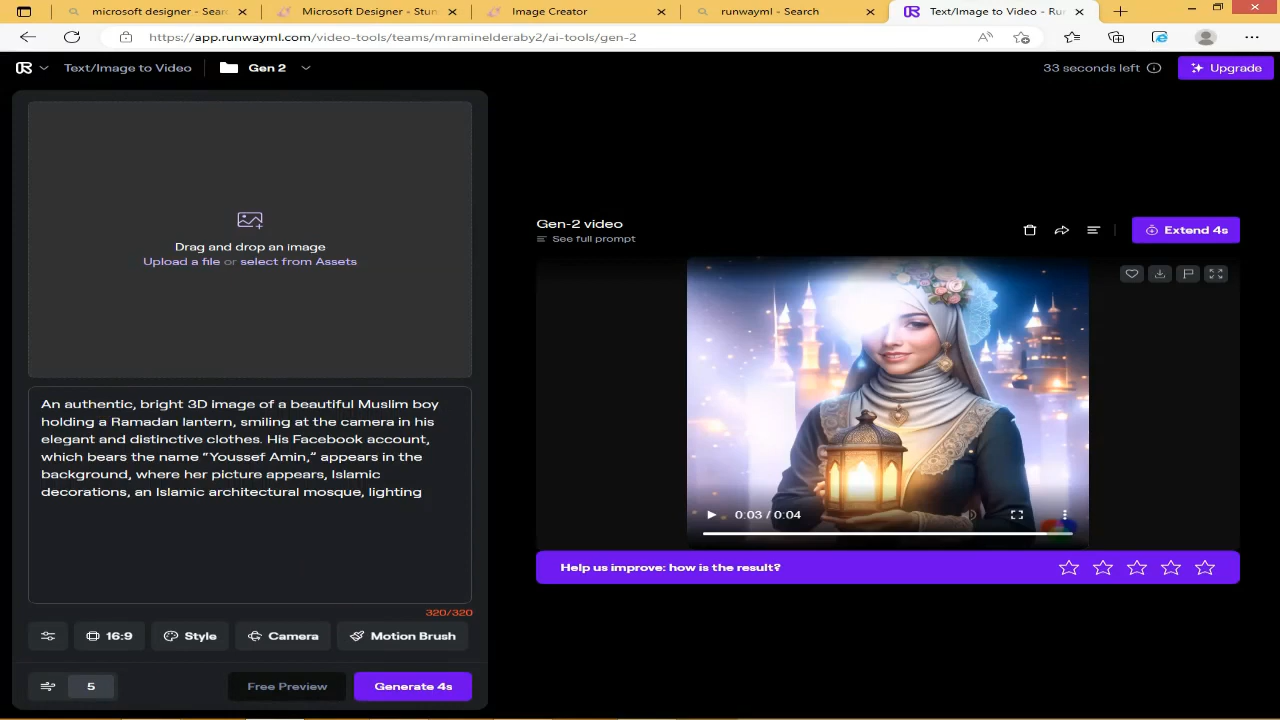 microsoft designer - Sear
Microsoft Designer - Stun
Image Creator
runwayml - Search
Text/Image to Video - Ru
https://app.runwayml.com/video-tools/teams/mraminelderaby2/ai-tools/gen-2
Text/Image to Video
Gen 2
33 seconds left
Upgrade
Drag and drop an image
Upload a file or select from Assets
An authentic, bright 3D image of a beautiful Muslim boy
holding a Ramadan lantern, smiling at the camera in his
elegant and distinctive clothes. His Facebook account,
which bears the name “Youssef Amin,” appears in the
background, where her picture appears, Islamic
decorations, an Islamic architectural mosque, lighting
320/320
16:9
Style
Camera
Motion Brush
5
Free Preview
Generate 4s
Gen-2 video
See full prompt
Extend 4s
0:03 / 0:04
Help us improve: how is the result?